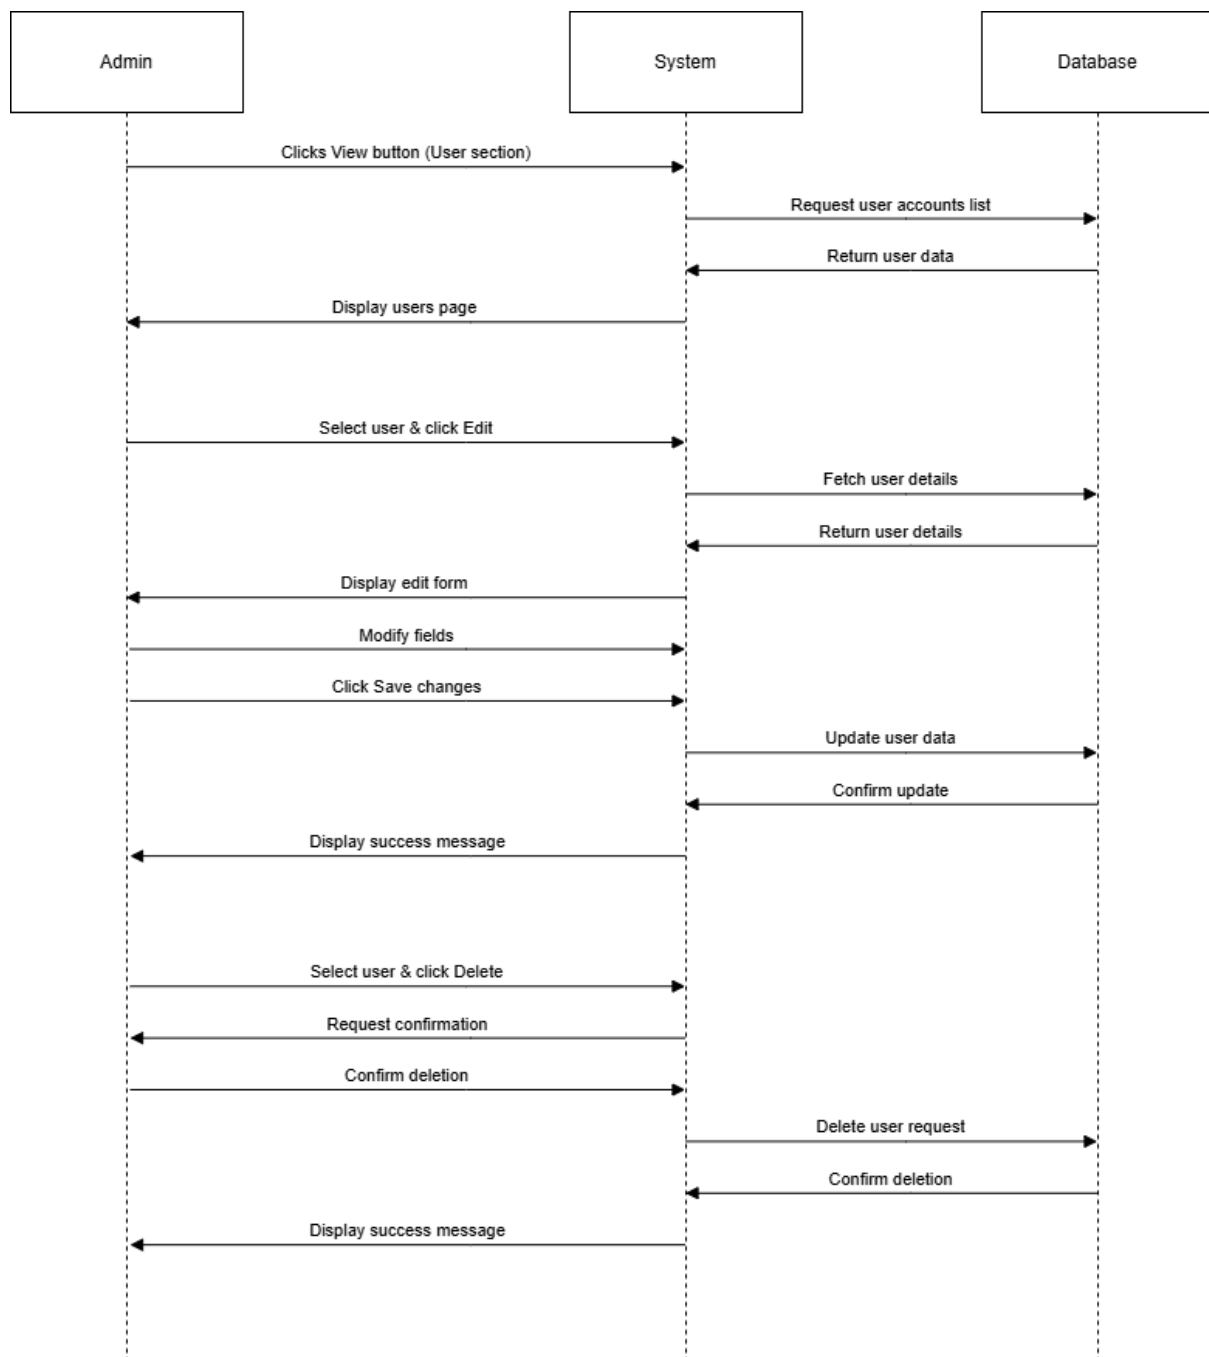 Admin
System
Database
Clicks View button (User section)
Request user accounts list
Return user data
Display users page
Select user & click Edit
Fetch user details
Return user details
Display edit form
Modify fields
Click Save changes
Update user data
Confirm update
Display success message
Select user & click Delete
Request confirmation
Confirm deletion
Delete user request
Confirm deletion
Display success message